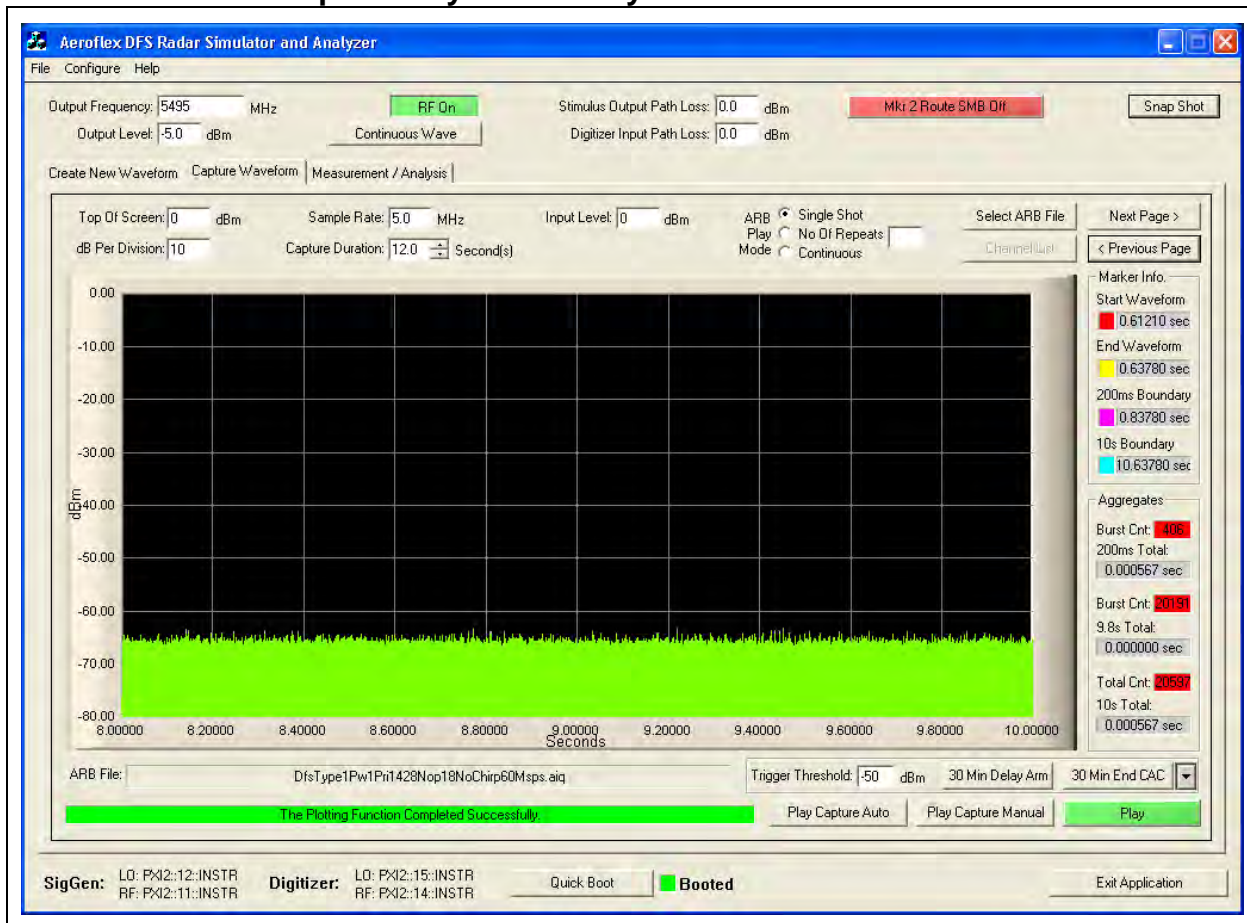 Aeroflex DFS Radar Simulator and Analyzer
File Configure Help
Output Frequency: 5495 MHz
RF On
Stimulus Output Path Loss: 0.0 dBm
Mkr 2 Route SMB Off
Snap Shot
Output Level: -5.0 dBm
Continuous Wave
Digitizer Input Path Loss: 0.0 dBm
Create New Waveform Capture Waveform Measurement / Analysis
Top Of Screen: 0 dBm
Sample Rate: 5.0 MHz
Input Level: 0 dBm
ARB Play Mode
Single Shot
No Of Repeats
Continuous
Select ARB File
Next Page >
dB Per Division: 10
Capture Duration: 12.0 Second(s)
Channel List
< Previous Page
0.00
-10.00
-20.00
-30.00
-40.00
-50.00
-60.00
-70.00
-80.00
dBm
8.00000 8.20000 8.40000 8.60000 8.80000 9.00000 9.20000 9.40000 9.60000 9.80000 10.00000
Seconds
Marker Info.
Start Waveform
0.61210 sec
End Waveform
0.63780 sec
200ms Boundary
0.83780 sec
10s Boundary
10.63780 sec
Aggregates
Burst Cnt: 406
200ms Total:
0.000567 sec
Burst Cnt: 20191
9.8s Total:
0.000000 sec
Total Cnt: 20597
10s Total:
0.000567 sec
ARB File: DfsType1Pw1Pri1428Nop18NoChirp60Msps.aiq
Trigger Threshold: -50 dBm
30 Min Delay Arm
30 Min End CAC
The Plotting Function Completed Successfully.
Play Capture Auto
Play Capture Manual
Play
SigGen: LO: PXI2::12::INSTR
RF: PXI2::11::INSTR
Digitizer: LO: PXI2::15::INSTR
RF: PXI2::14::INSTR
Quick Boot
Booted
Exit Application